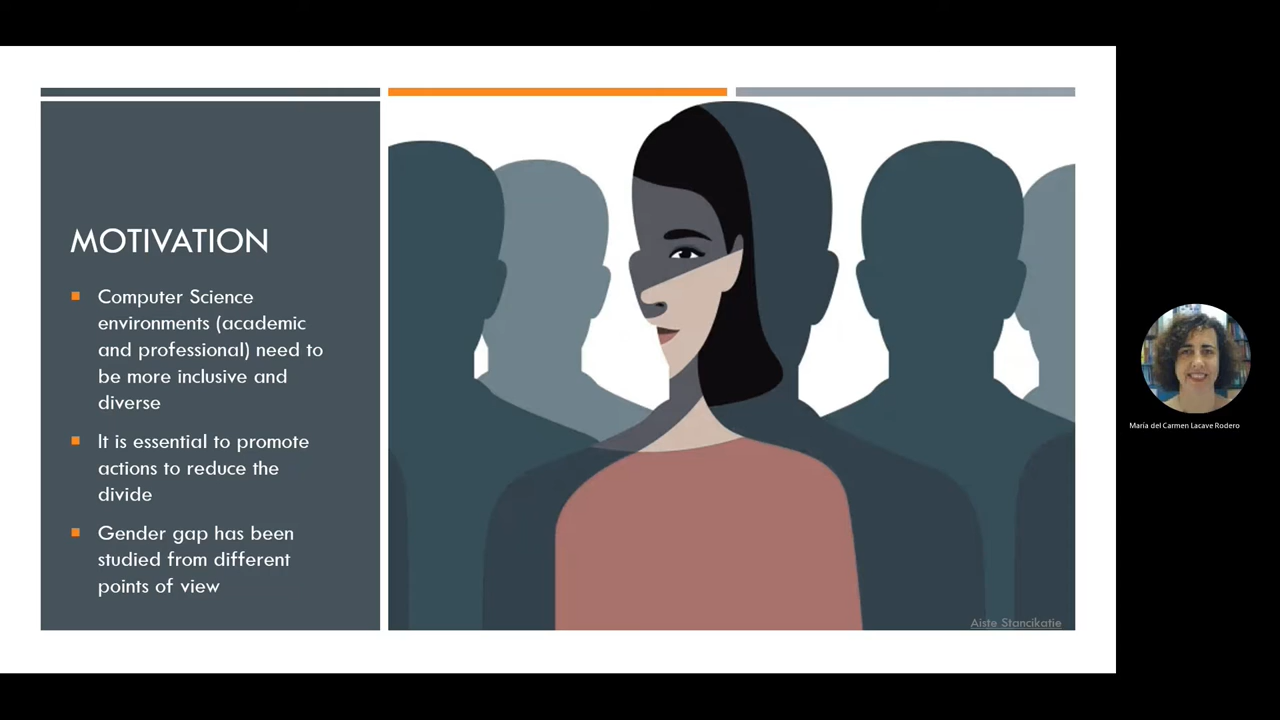 MOTIVATION
Computer Science
environments (academic
and professional) need to
be more inclusive and
diverse
It is essential to promote
actions to reduce the
divide
Gender gap has been
studied from different
points of view
Aiste Stancikatie
María del Carmen Lacave Rodero